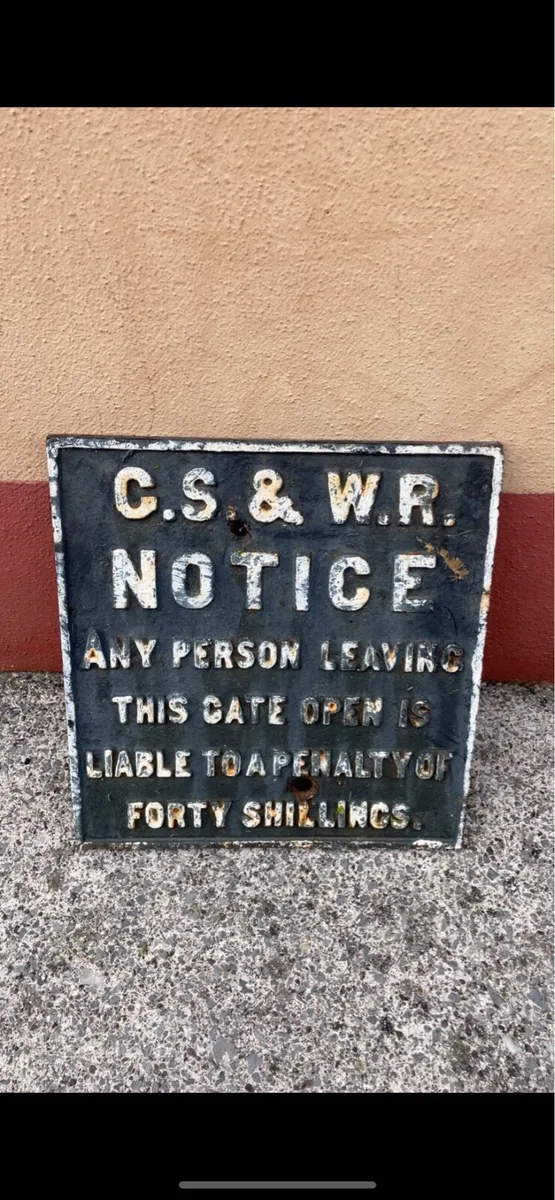 C.S. & W.R.
NOTICE
ANY PERSON LEAVING
THIS GATE OPEN IS
LIABLE TO A PENALTY OF
FORTY SHILLINGS.